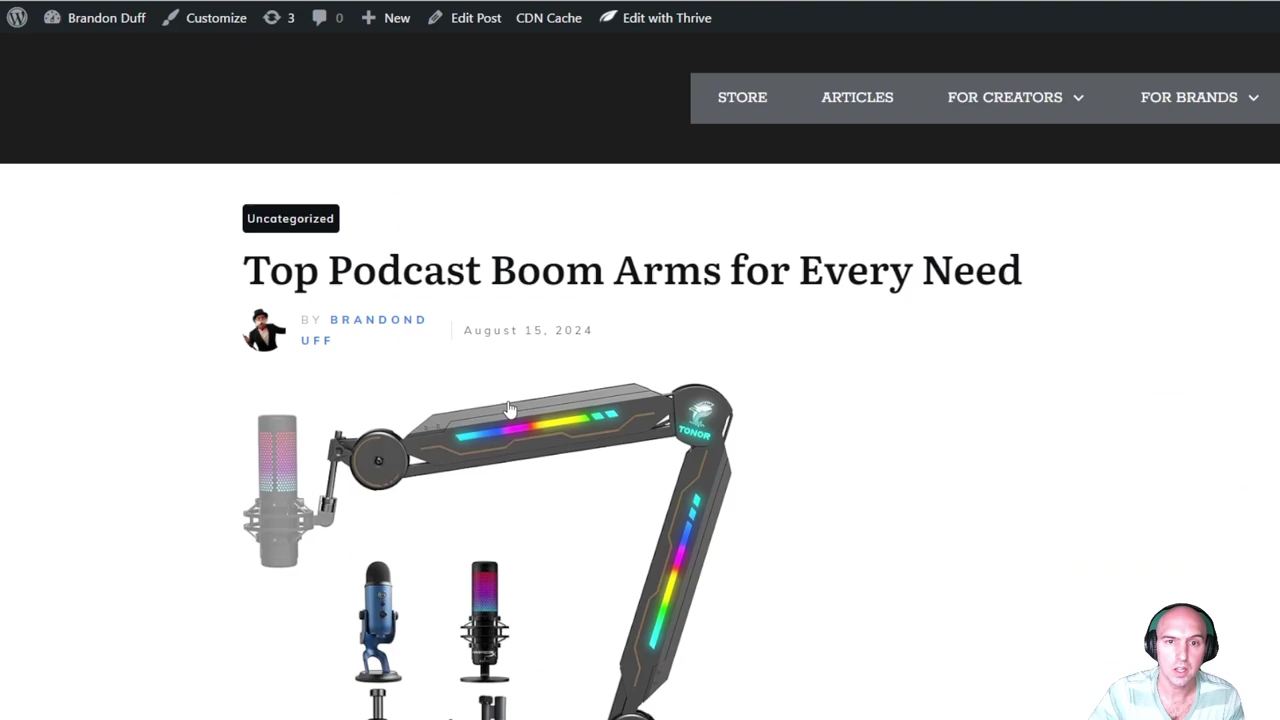 Brandon Duff Customize 3 0 New Edit Post CDN Cache Edit with Thrive
STORE ARTICLES FOR CREATORS FOR BRANDS
Uncategorized
Top Podcast Boom Arms for Every Need
BY BRANDOND
UFF
August 15, 2024
TONOR